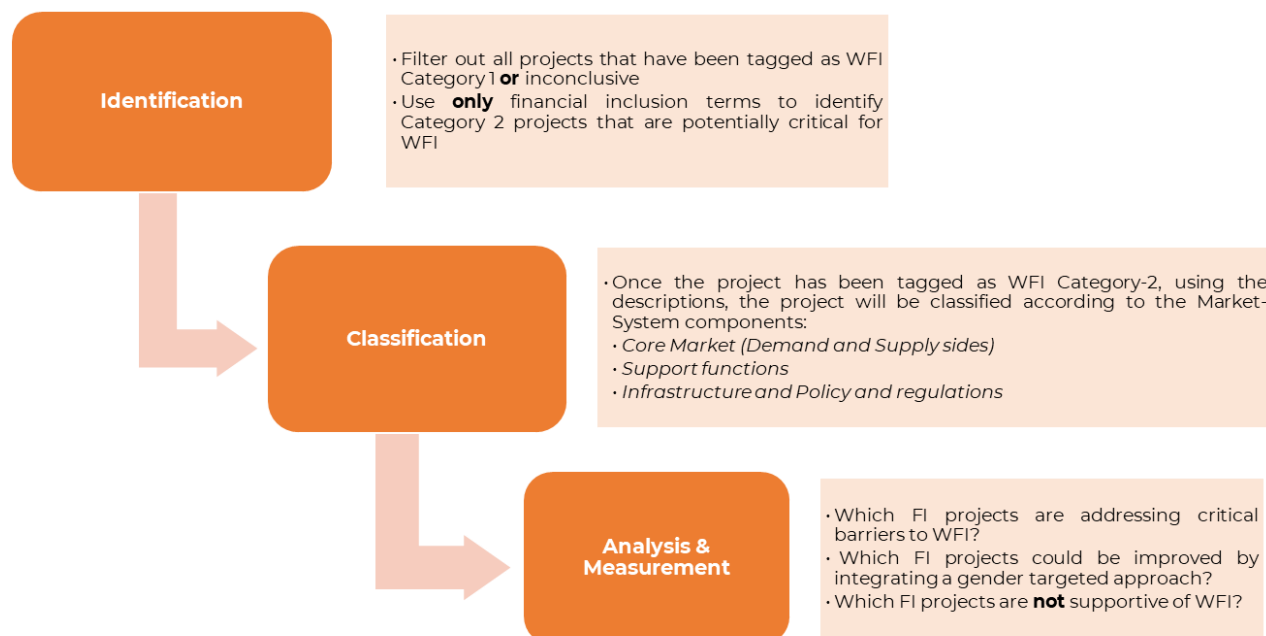 Identification
· Filter out all projects that have been tagged as WFI
Category 1 or inconclusive
· Use only financial inclusion terms to identify
Category 2 projects that are potentially critical for
WFI
Classification
· Once the project has been tagged as WFI Category-2, using the
descriptions, the project will be classified according to the Market-
System components:
· Core Market (Demand and Supply sides)
· Support functions
· Infrastructure and Policy and regulations
Analysis &
Measurement
· Which FI projects are addressing critical
barriers to WFI?
· Which FI projects could be improved by
integrating a gender targeted approach?
· Which FI projects are not supportive of WFI?